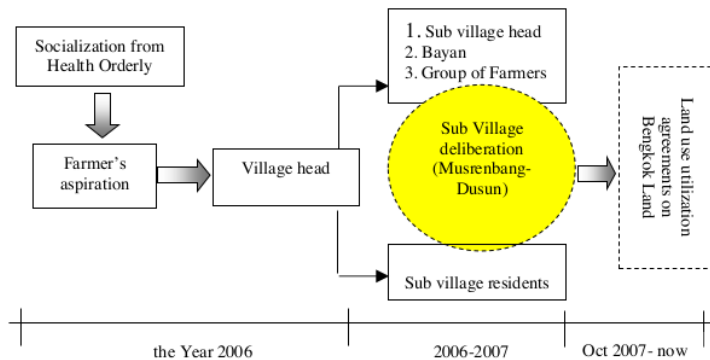 Socialization from
Health Orderly
Farmer's
aspiration
Village head
1. Sub village head
2. Bayan
3. Group of Farmers
Sub Village
deliberation
(Musrenbang-
Dusun)
Sub village residents
Land use utilization
agreements on
Bengkok Land
the Year 2006
2006-2007
Oct 2007- now